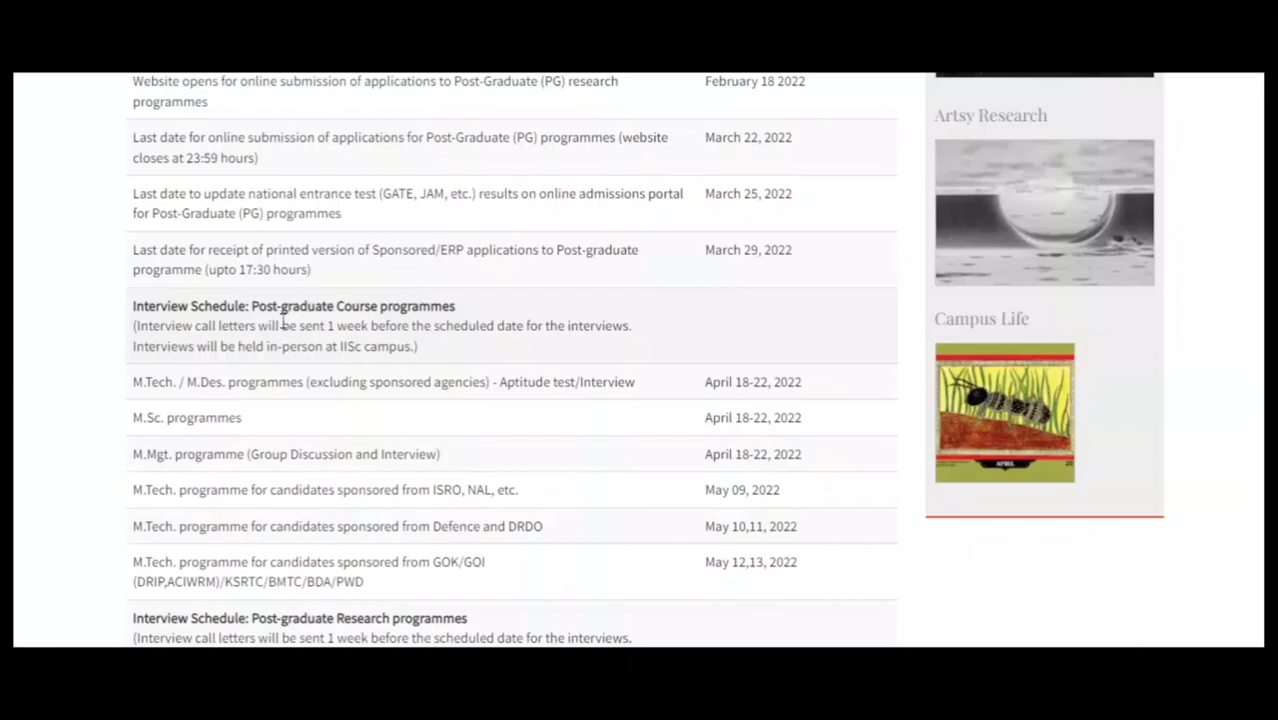 Website opens for online submission of applications to Post-Graduate (PG) research
programmes
February 18 2022
Last date for online submission of applications for Post-Graduate (PG) programmes (website
closes at 23:59 hours)
March 22, 2022
Last date to update national entrance test (GATE, JAM, etc.) results on online admissions portal
for Post-Graduate (PG) programmes
March 25, 2022
Last date for receipt of printed version of Sponsored/ERP applications to Post-graduate
programme (upto 17:30 hours)
March 29, 2022
Interview Schedule: Post-graduate Course programmes
(Interview call letters will be sent 1 week before the scheduled date for the interviews.
Interviews will be held in-person at IISc campus.)
M.Tech. / M.Des. programmes (excluding sponsored agencies) - Aptitude test/Interview
April 18-22, 2022
M.Sc. programmes
April 18-22, 2022
M.Mgt. programme (Group Discussion and Interview)
April 18-22, 2022
M.Tech. programme for candidates sponsored from ISRO, NAL, etc.
May 09, 2022
M.Tech. programme for candidates sponsored from Defence and DRDO
May 10,11, 2022
M.Tech. programme for candidates sponsored from GOK/GOI
(DRIP,ACIWRM)/KSRTC/BMTC/BDA/PWD
May 12,13, 2022
Interview Schedule: Post-graduate Research programmes
(Interview call letters will be sent 1 week before the scheduled date for the interviews.
Artsy Research
Campus Life
APRIL